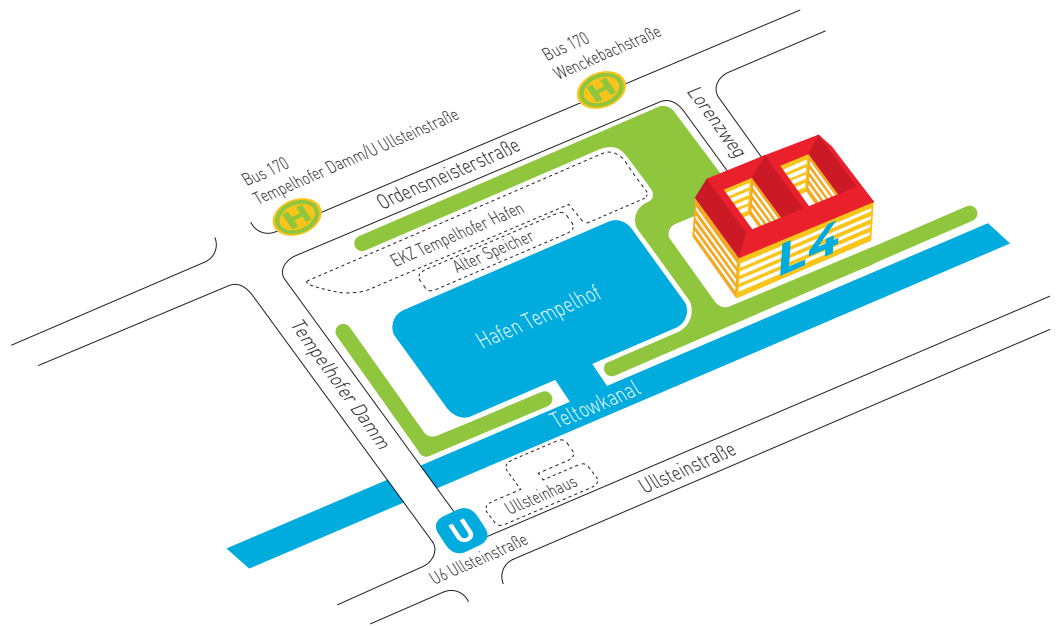 Bus 170
Wenckebachstraße
H
Lorenzweg
Bus 170
Tempelhofer Damm/U Ullsteinstraße
H
Ordensmeisterstraße
EKZ Tempelhofer Hafen
Alter Speicher
L4
Hafen Tempelhof
Tempelhofer Damm
Teltowkanal
Ullsteinhaus
Ullsteinstraße
U
U6 Ullsteinstraße